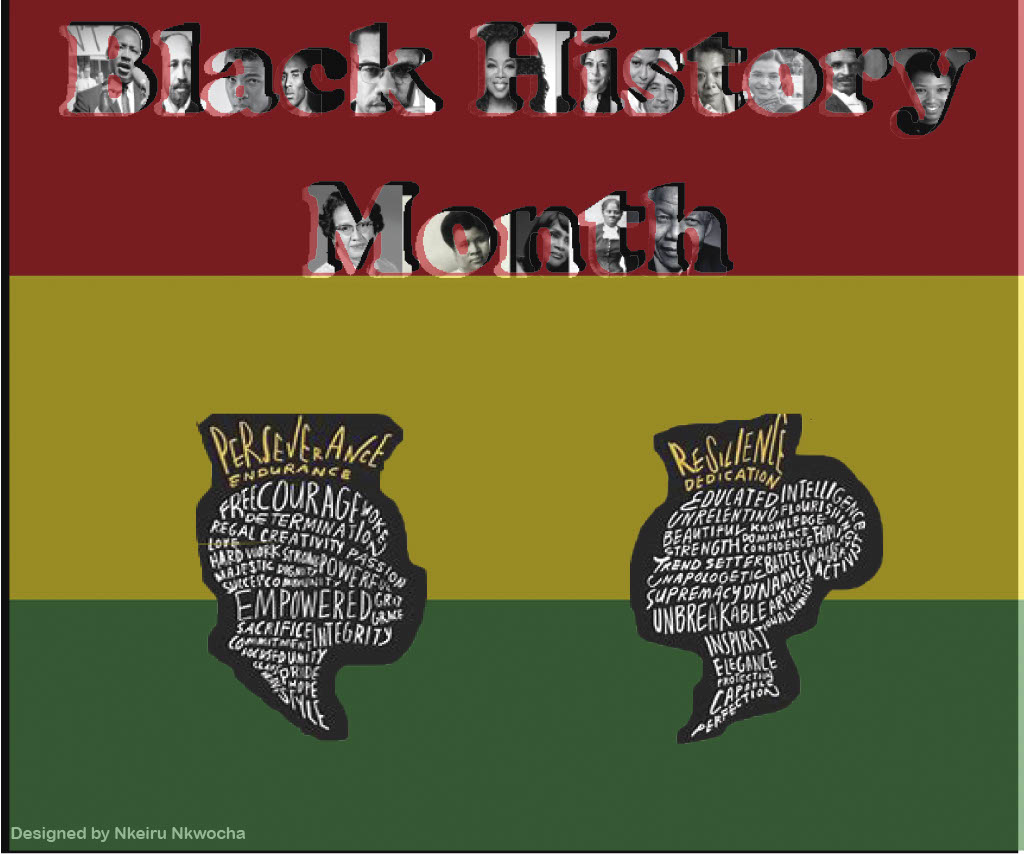 Black History
Month
PERSEVERANCE
ENDURANCE
FREE COURAGE WOKE
DETERMINATION
REGAL CREATIVITY PASSION
LOVE
HARD WORK STRONG POWERFUL
MAJESTIC DIGNITY
SUCCESS COMMUNITY
EMPOWERED GRIT
GRACE
SACRIFICE INTEGRITY
COMMITMENT
FOCUSED UNITY
PRIDE
HOPE
STYLE
RESILIENCE
DEDICATION
EDUCATED INTELLIGENCE
UNRELENTING FLOURISHING
BEAUTIFUL KNOWLEDGE
STRENGTH DOMINANCE
CONFIDENCE
TREND SETTER BATTLE
UNAPOLOGETIC ACTIVIST
SUPREMACY DYNAMIC
UNBREAKABLE ARTISTIC
INSPIRATIONAL
ELEGANCE
PROTECTION
CAPABLE
PERFECTION
Designed by Nkeiru Nkwocha